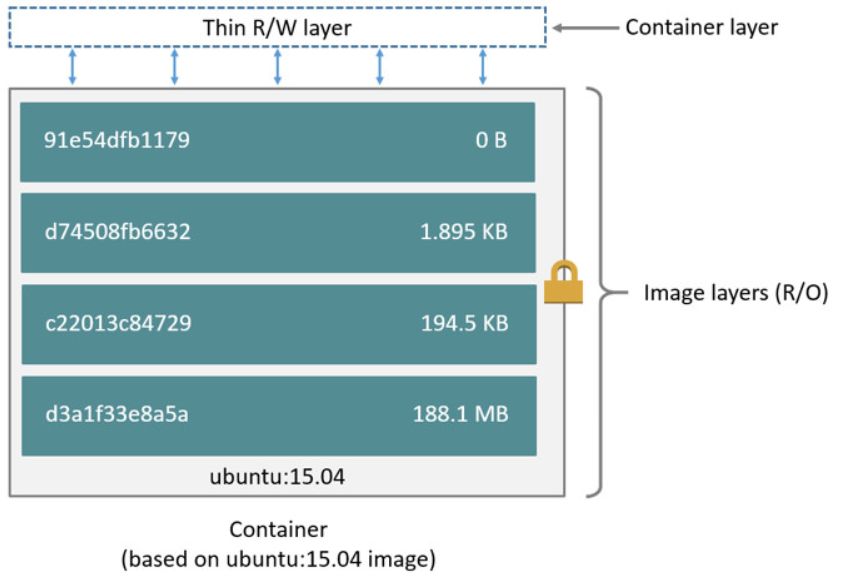 Thin R/W layer
Container layer
91e54dfb1179 0 B
d74508fb6632 1.895 KB
c22013c84729 194.5 KB
d3a1f33e8a5a 188.1 MB
Image layers (R/O)
ubuntu:15.04
Container
(based on ubuntu:15.04 image)